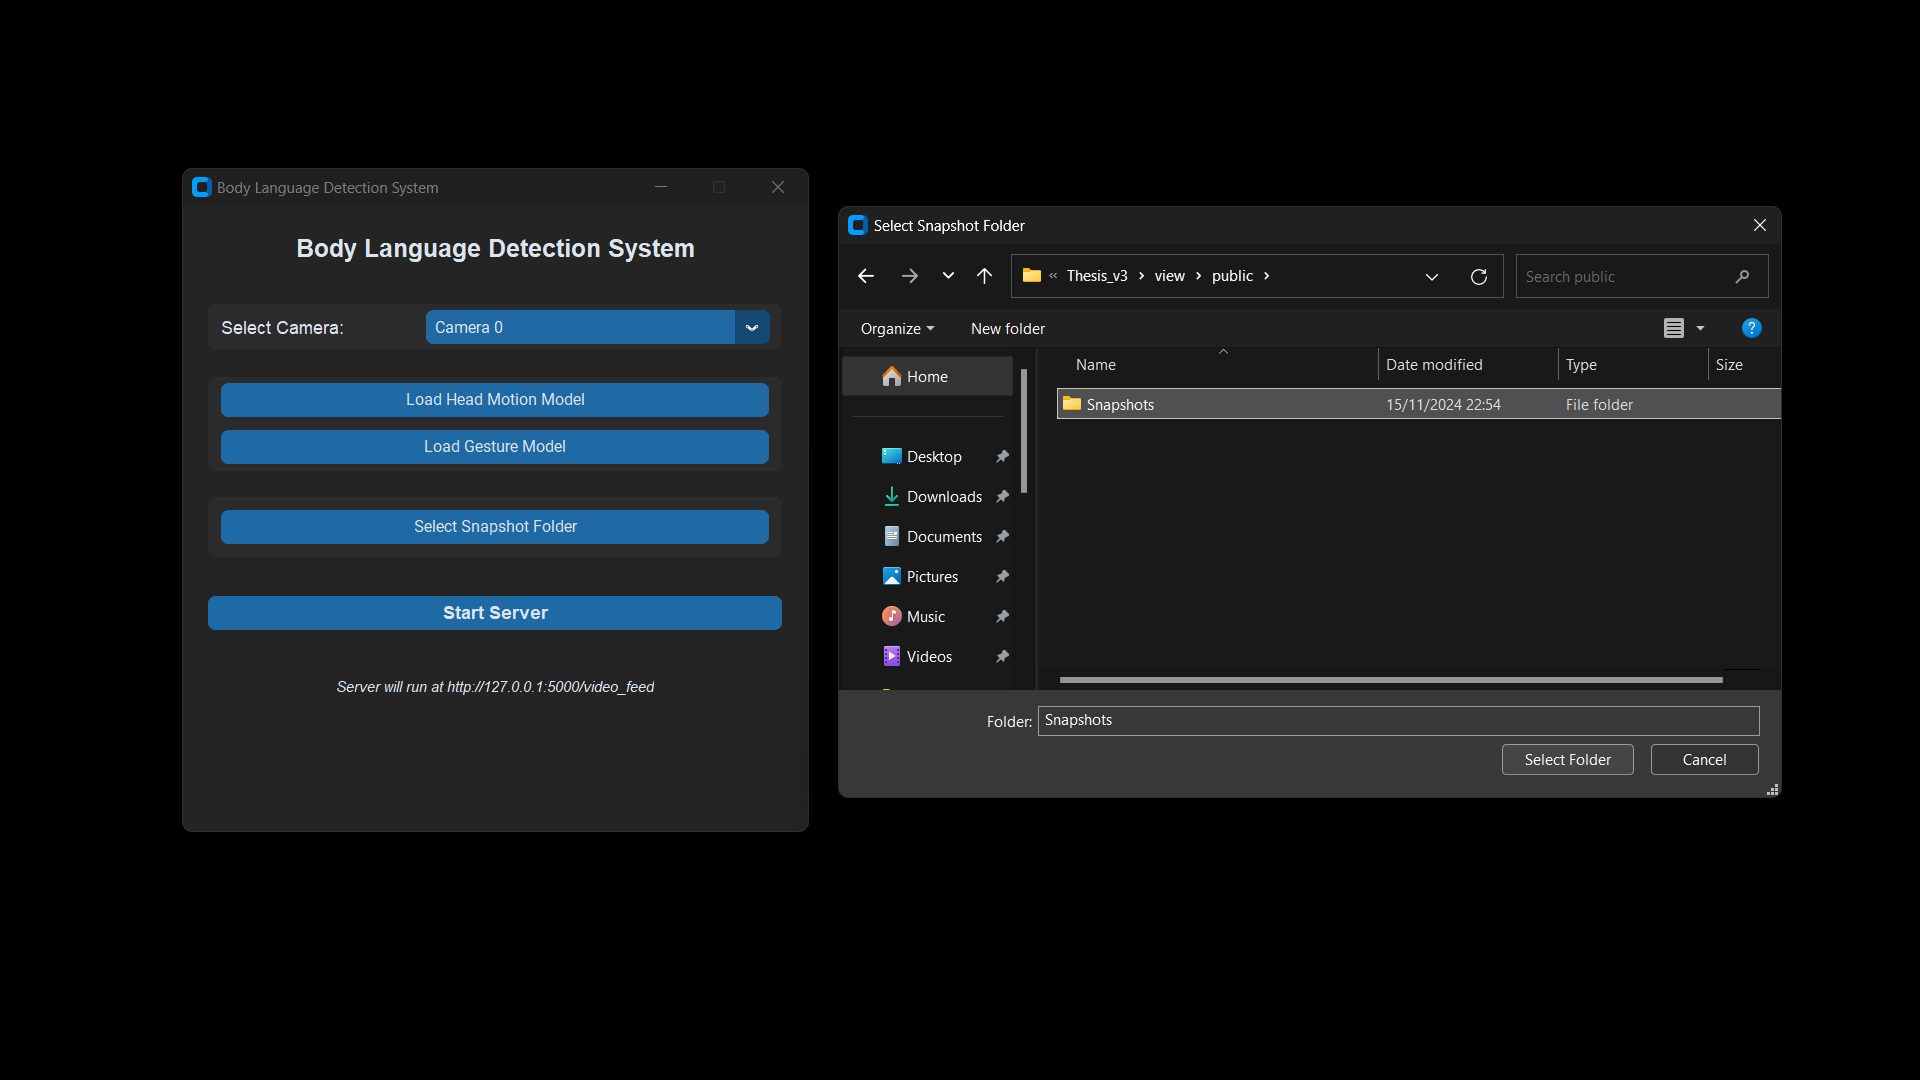 Body Language Detection System
Body Language Detection System
Select Camera:
Camera 0
Load Head Motion Model
Load Gesture Model
Select Snapshot Folder
Start Server
Server will run at http://127.0.0.1:5000/video_feed
Select Snapshot Folder
« Thesis_v3 > view > public >
Search public
Organize
New folder
?
Home
Desktop
Downloads
Documents
Pictures
Music
Videos
Name Date modified Type Size
Snapshots 15/11/2024 22:54 File folder
Folder: Snapshots
Select Folder
Cancel